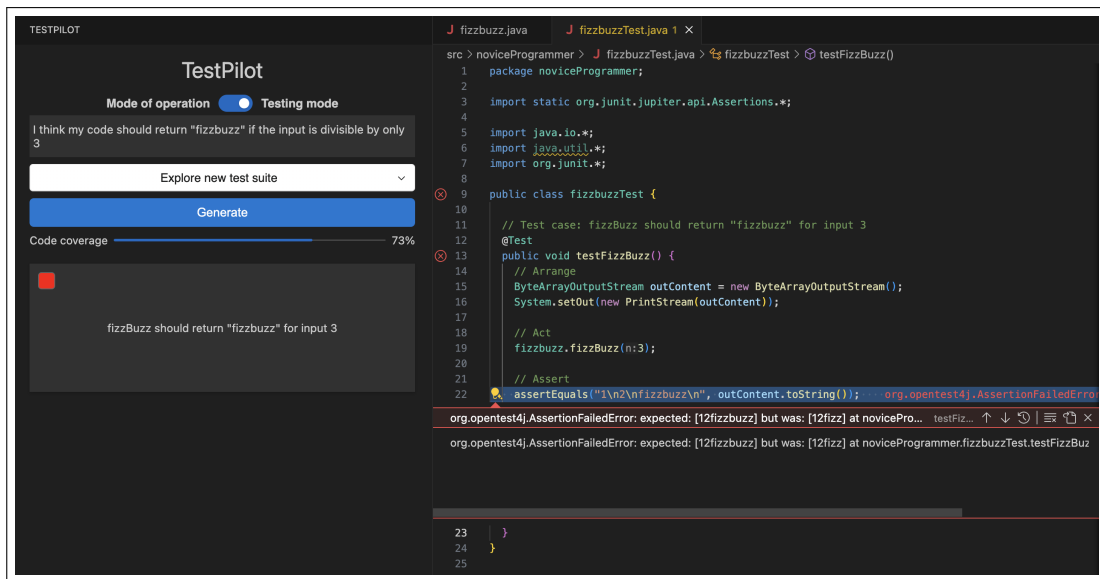 TESTPILOT
TestPilot
Mode of operation Testing mode
I think my code should return "fizzbuzz" if the input is divisible by only
3
Explore new test suite
Generate
Code coverage 73%
fizzBuzz should return "fizzbuzz" for input 3
J fizzbuzz.java J fizzbuzzTest.java 1 ×
src > noviceProgrammer > J fizzbuzzTest.java > fizzbuzzTest > testFizzBuzz()
1 package noviceProgrammer;
2
3 import static org.junit.jupiter.api.Assertions.*;
4
5 import java.io.*;
6 import java.util.*;
7 import org.junit.*;
8
9 public class fizzbuzzTest {
10
11 // Test case: fizzBuzz should return "fizzbuzz" for input 3
12 @Test
13 public void testFizzBuzz() {
14 // Arrange
15 ByteArrayOutputStream outContent = new ByteArrayOutputStream();
16 System.setOut(new PrintStream(outContent));
17
18 // Act
19 fizzbuzz.fizzBuzz(n:3);
20
21 // Assert
22 assertEquals("1\n2\nfizzbuzz\n", outContent.toString()); org.opentest4j.AssertionFailedError
org.opentest4j.AssertionFailedError: expected: [12fizzbuzz] but was: [12fizz] at novicePro... testFiz...
org.opentest4j.AssertionFailedError: expected: [12fizzbuzz] but was: [12fizz] at noviceProgrammer.fizzbuzzTest.testFizzBuz
23 }
24 }
25